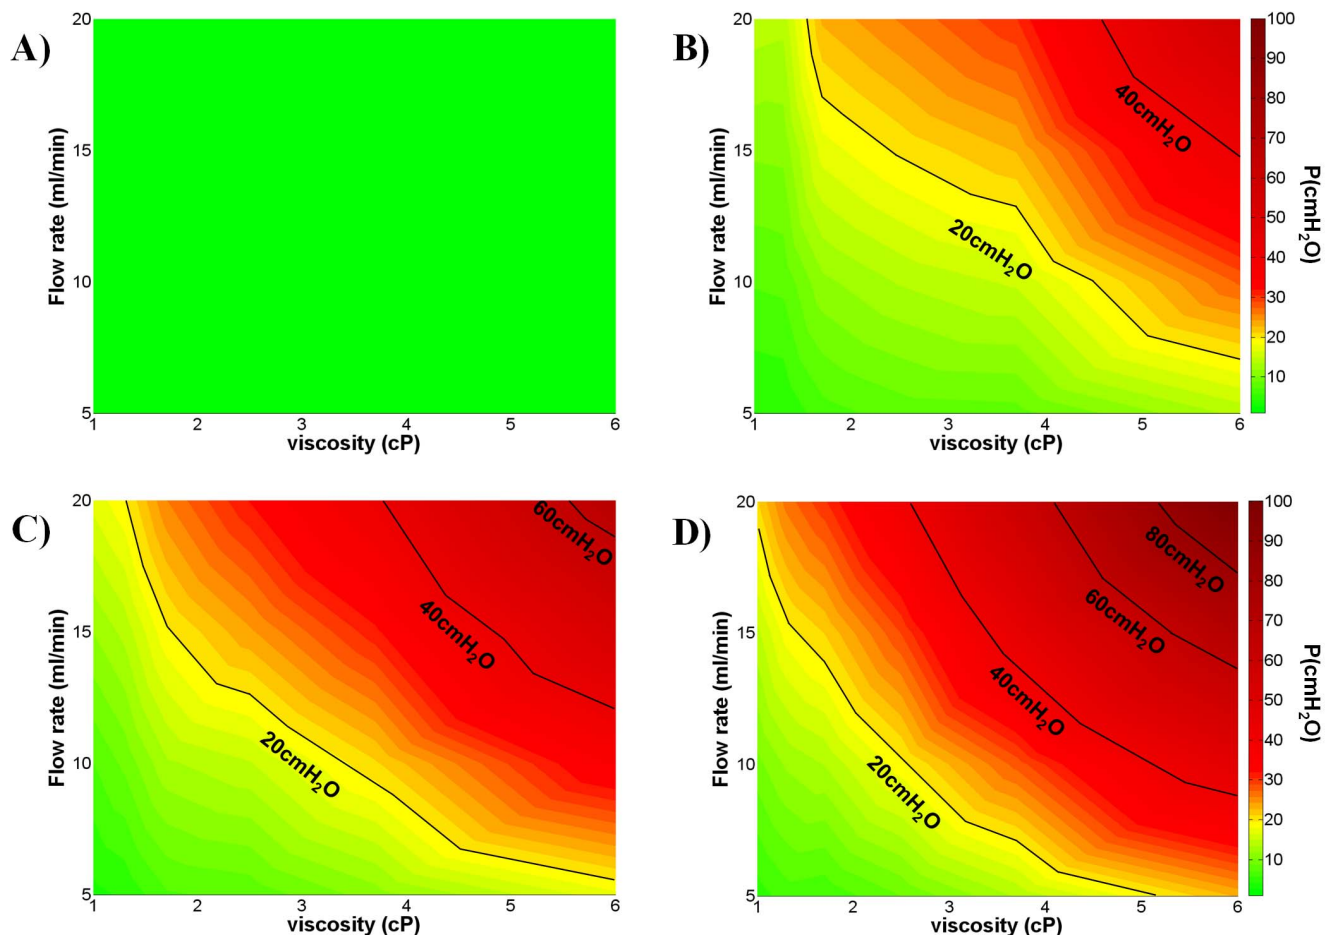 A)
20
15
10
5
Flow rate (ml/min)
1 2 3 4 5 6
viscosity (cP)
B)
20
15
10
5
Flow rate (ml/min)
40cmH₂O
20cmH₂O
1 2 3 4 5 6
viscosity (cP)
100
90
80
70
60
50
40
30
20
10
P(cmH₂O)
C)
20
15
10
5
Flow rate (ml/min)
60cmH₂O
40cmH₂O
20cmH₂O
1 2 3 4 5 6
viscosity (cP)
D)
20
15
10
5
Flow rate (ml/min)
80cmH₂O
60cmH₂O
40cmH₂O
20cmH₂O
1 2 3 4 5 6
viscosity (cP)
100
90
80
70
60
50
40
30
20
10
P(cmH₂O)